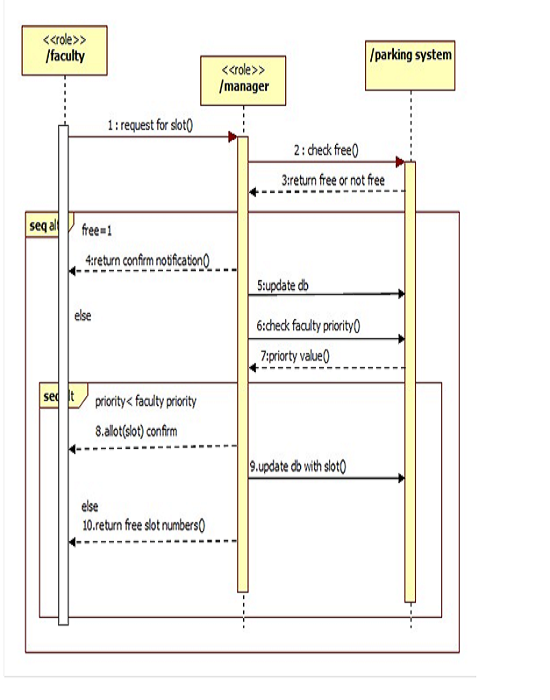 <<role>>
/faculty
<<role>>
/manager
/parking system
1 : request for slot()
2 : check free()
3:return free or not free
seq alt
free=1
4:return confirm notification()
5:update db
else
6:check faculty priority()
7:priorty value()
seq alt
priority< faculty priority
8.allot(slot) confirm
9.update db with slot()
else
10.return free slot numbers()